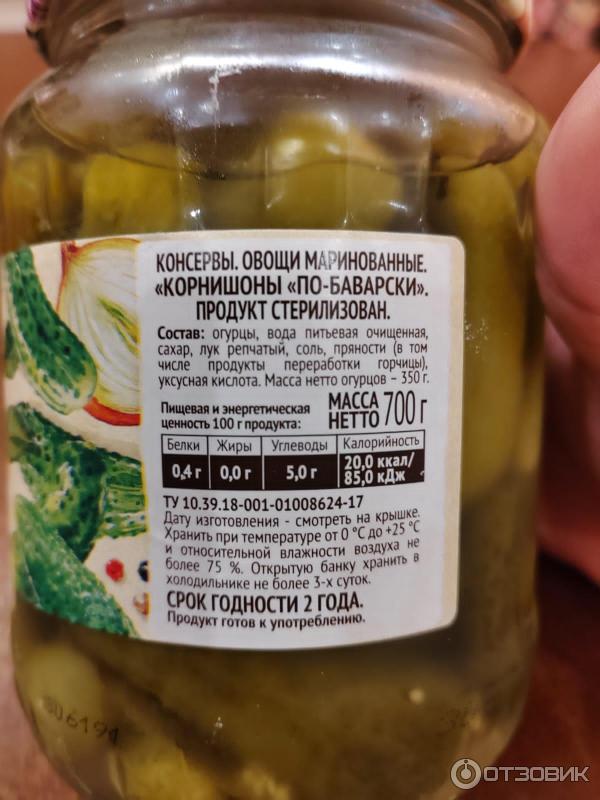 КОНСЕРВЫ. ОВОЩИ МАРИНОВАННЫЕ.
«КОРНИШОНЫ «ПО-БАВАРСКИ».
ПРОДУКТ СТЕРИЛИЗОВАН.
Состав: огурцы, вода питьевая очищенная,
сахар, лук репчатый, соль, пряности (в том
числе продукты переработки горчицы),
уксусная кислота. Масса нетто огурцов – 350 г.
Пищевая и энергетическая
ценность 100 г продукта:
МАССА НЕТТО 700 г
Белки Жиры Углеводы Калорийность
0,4 г 0,0 г 5,0 г 20,0 ккал/
85,0 кДж
ТУ 10.39.18-001-01008624-17
Дату изготовления - смотреть на крышке.
Хранить при температуре от 0 °С до +25 °С
и относительной влажности воздуха не
более 75 %. Открытую банку хранить в
холодильнике не более 3-х суток.
СРОК ГОДНОСТИ 2 ГОДА.
Продукт готов к употреблению.
ОТЗОВИК